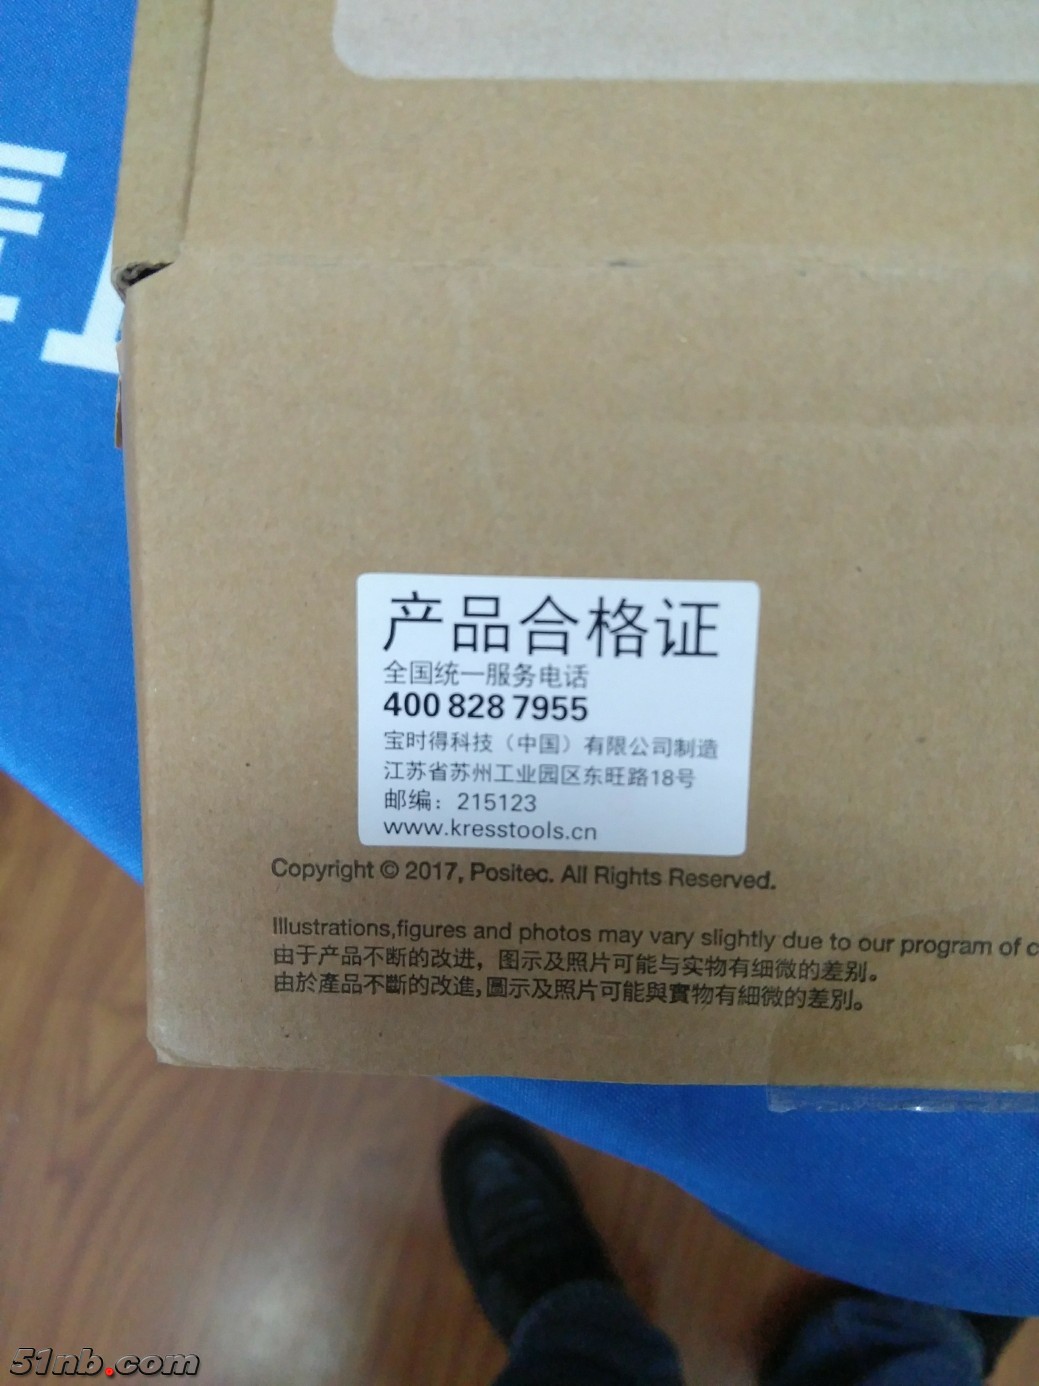 产品合格证
全国统一服务电话
400 828 7955
宝时得科技（中国）有限公司制造
江苏省苏州工业园区东旺路18号
邮编：215123
www.kresstools.cn
Copyright © 2017, Positec. All Rights Reserved.
Illustrations,figures and photos may vary slightly due to our program of c
由于产品不断的改进，图示及照片可能与实物有细微的差别。
由於產品不斷的改進,圖示及照片可能與實物有細微的差別。
51nb.com